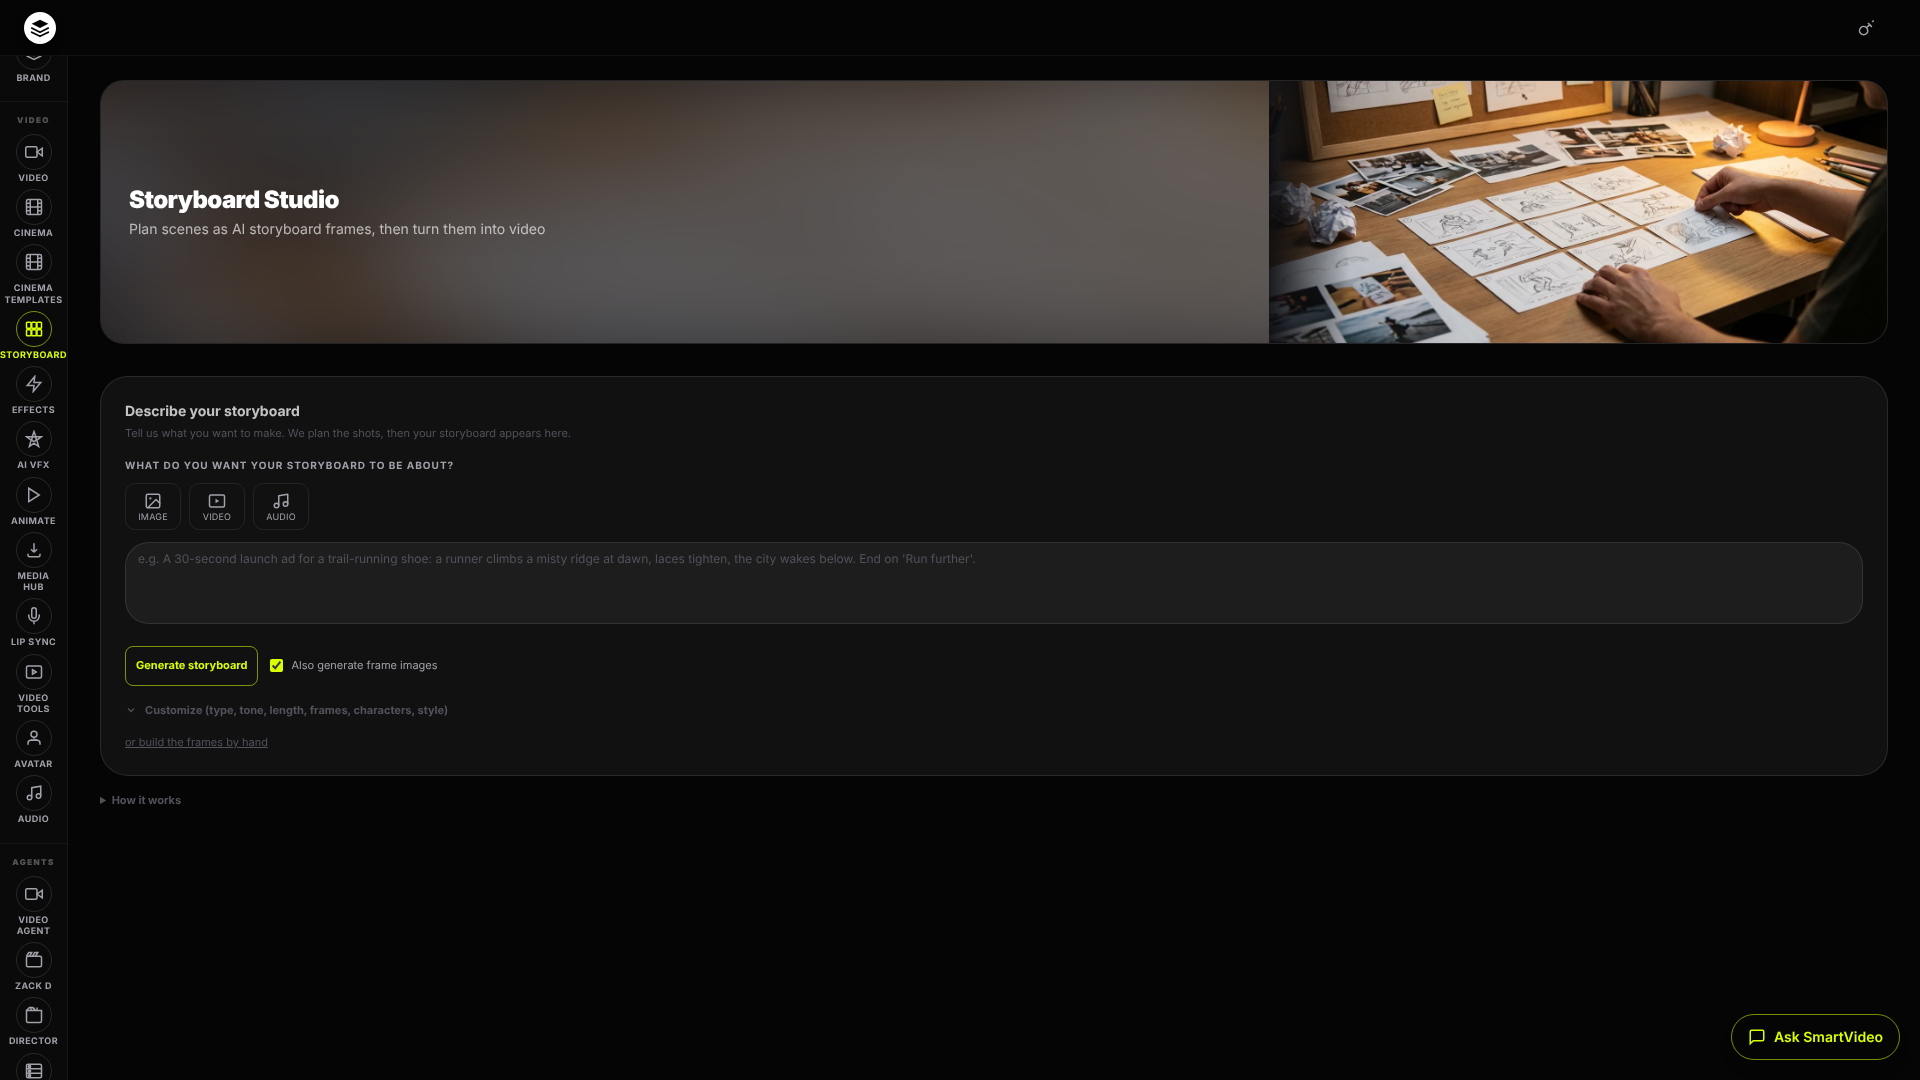 BRAND
VIDEO
VIDEO
CINEMA
CINEMA
TEMPLATES
STORYBOARD
EFFECTS
AI VFX
ANIMATE
MEDIA
HUB
LIP SYNC
VIDEO
TOOLS
AVATAR
AUDIO
AGENTS
VIDEO
AGENT
ZACK D
DIRECTOR
Storyboard Studio
Plan scenes as AI storyboard frames, then turn them into video
Describe your storyboard
Tell us what you want to make. We plan the shots, then your storyboard appears here.
WHAT DO YOU WANT YOUR STORYBOARD TO BE ABOUT?
IMAGE
VIDEO
AUDIO
e.g. A 30-second launch ad for a trail-running shoe: a runner climbs a misty ridge at dawn, laces tighten, the city wakes below. End on 'Run further'.
Generate storyboard
Also generate frame images
Customize (type, tone, length, frames, characters, style)
or build the frames by hand
How it works
Ask SmartVideo